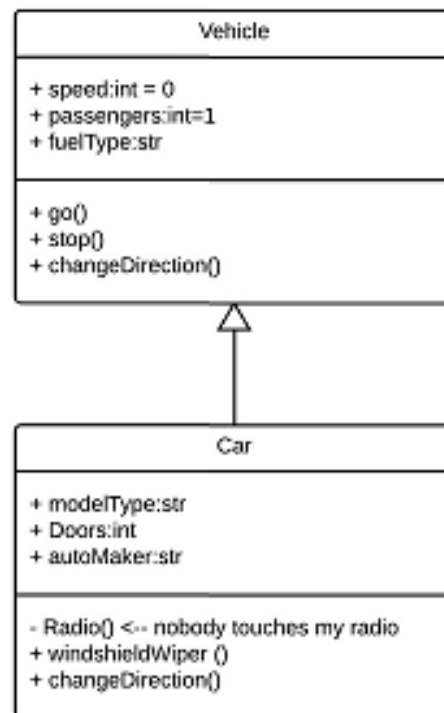 Vehicle
+ speed:int = 0
+ passengers:int=1
+ fuelType:str
+ go()
+ stop()
+ changeDirection()
Car
+ modelType:str
+ Doors:int
+ autoMaker:str
- Radio() <-- nobody touches my radio
+ windshieldWiper ()
+ changeDirection()